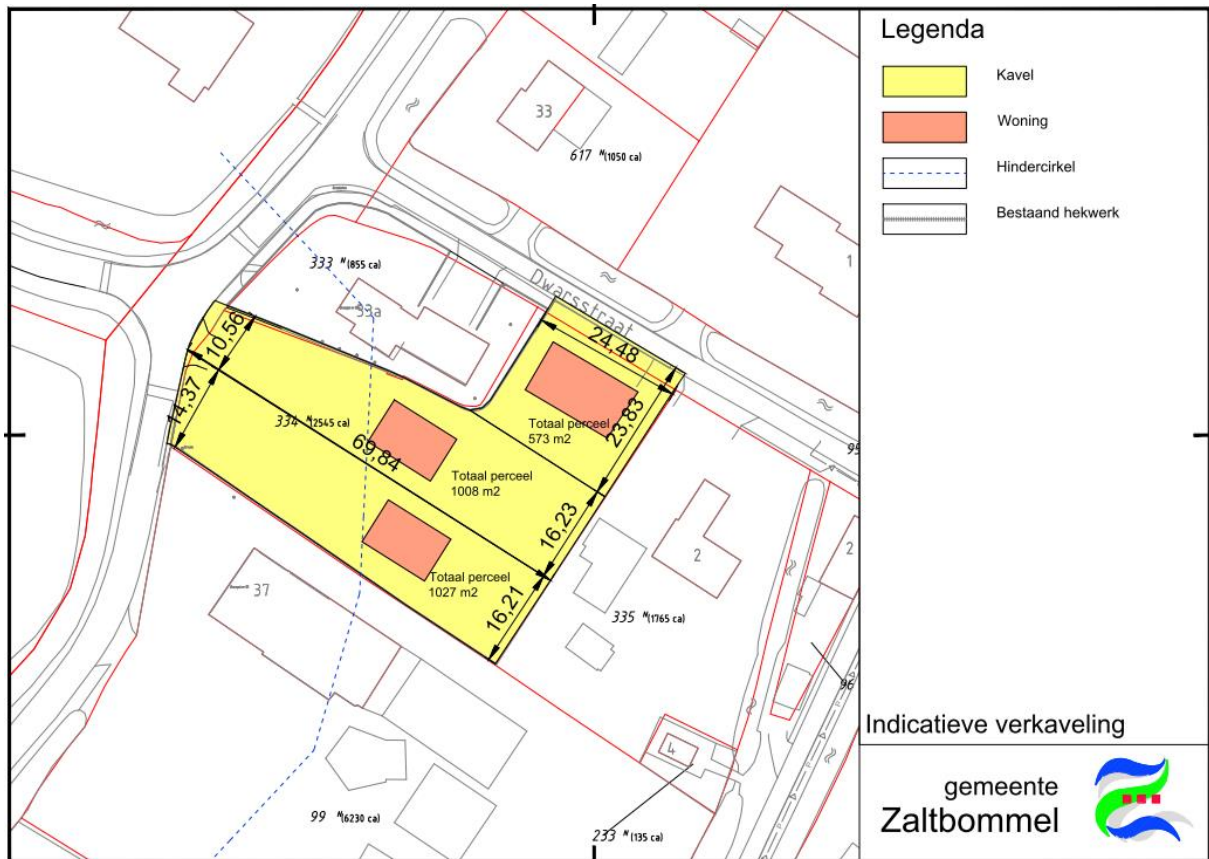 Legenda
Kavel
Woning
Hindercirkel
Bestaand hekwerk
33
617 N(1050 ca)
1
Dwarsstraat
333 N(855 ca)
33a
10,56
24,48
14,37
Totaal perceel
573 m2
23,83
334 N(2545 ca)
69,84
95
Totaal perceel
1008 m2
16,23
2
2
37
Totaal perceel
1027 m2
16,21
335 N(1765 ca)
96
4
99 N(6230 ca)
233 N(135 ca)
Indicatieve verkaveling
gemeente
Zaltbommel